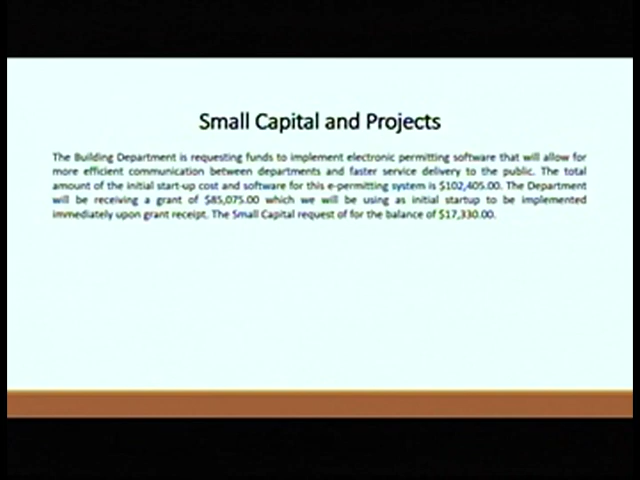 Small Capital and Projects
The Building Department is requesting funds to implement electronic permitting software that will allow for
more efficient communication between departments and faster service delivery to the public. The total
amount of the initial start-up cost and software for this e-permitting system is $102,405.00. The Department
will be receiving a grant of $85,075.00 which we will be using as initial startup to be implemented
immediately upon grant receipt. The Small Capital request of for the balance of $17,330.00.